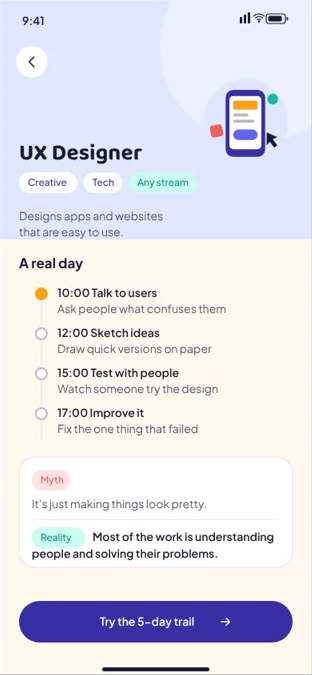 9:41
UX Designer
Creative Tech Any stream
Designs apps and websites
that are easy to use.
A real day
10:00 Talk to users
Ask people what confuses them
12:00 Sketch ideas
Draw quick versions on paper
15:00 Test with people
Watch someone try the design
17:00 Improve it
Fix the one thing that failed
Myth
It's just making things look pretty.
Reality Most of the work is understanding
people and solving their problems.
Try the 5-day trail →